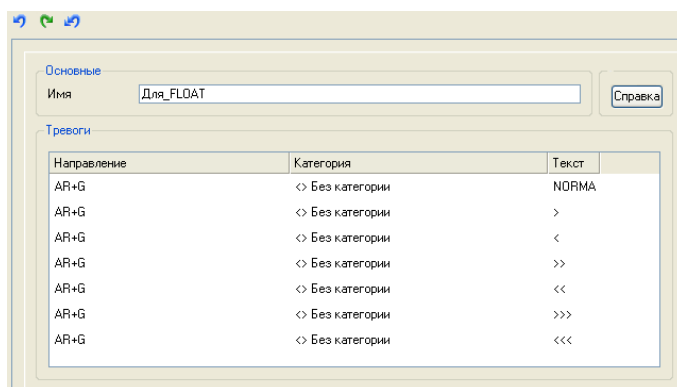 Основные
Имя Для_FLOAT Справка
Тревоги
Направление Категория Текст
AR+G <> Без категории NORMA
AR+G <> Без категории >
AR+G <> Без категории <
AR+G <> Без категории >>
AR+G <> Без категории <<
AR+G <> Без категории >>>
AR+G <> Без категории <<<